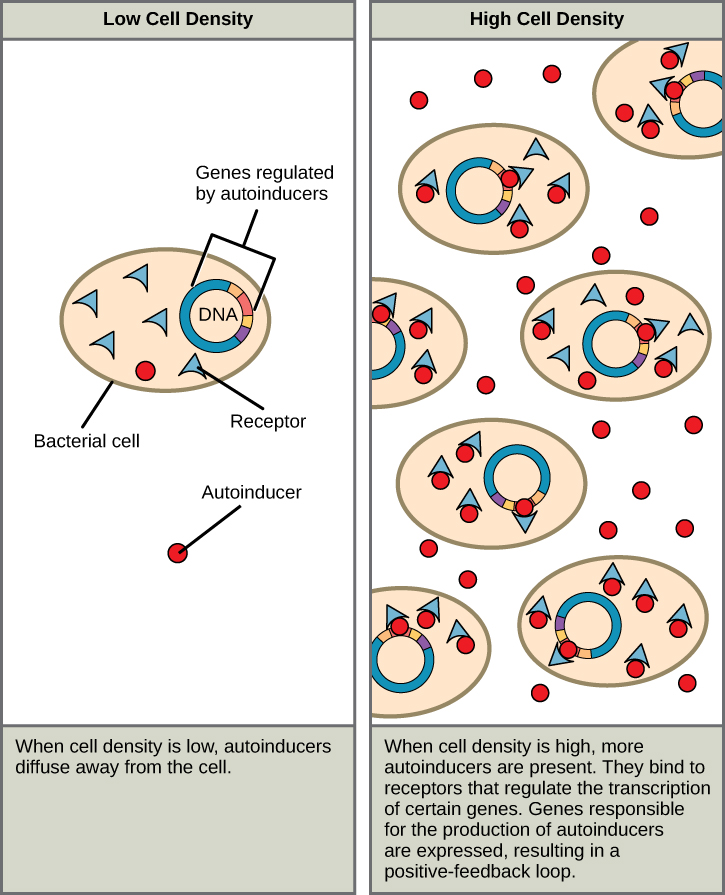 Low Cell Density
Genes regulated
by autoinducers
DNA
Receptor
Bacterial cell
Autoinducer
When cell density is low, autoinducers
diffuse away from the cell.
High Cell Density
When cell density is high, more
autoinducers are present. They bind to
receptors that regulate the transcription
of certain genes. Genes responsible
for the production of autoinducers
are expressed, resulting in a
positive-feedback loop.